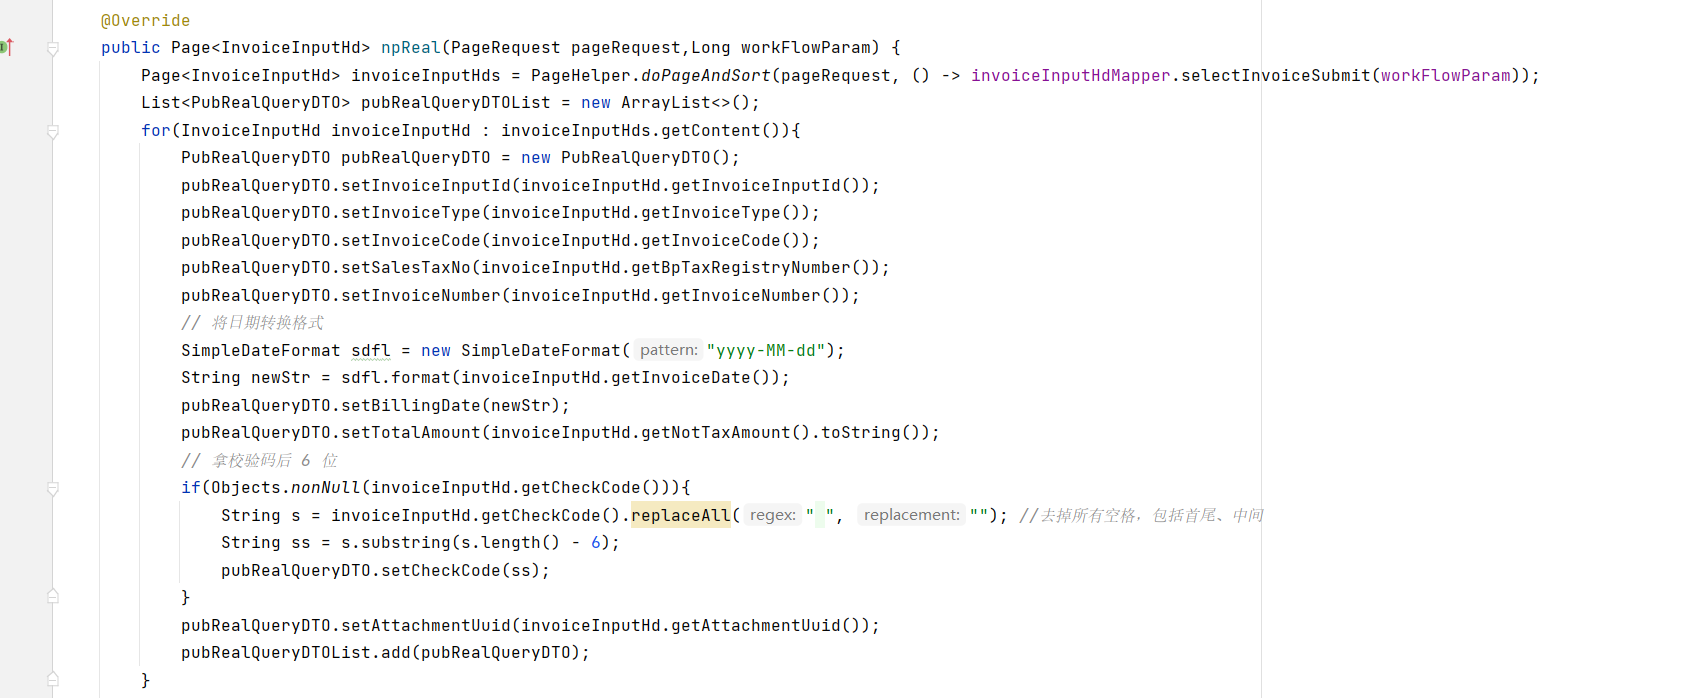 @Override
public Page<InvoiceInputHd> npReal(PageRequest pageRequest,Long workFlowParam) {
Page<InvoiceInputHd> invoiceInputHds = PageHelper.doPageAndSort(pageRequest, () -> invoiceInputHdMapper.selectInvoiceSubmit(workFlowParam));
List<PubRealQueryDTO> pubRealQueryDTOList = new ArrayList<>();
for(InvoiceInputHd invoiceInputHd : invoiceInputHds.getContent()){
PubRealQueryDTO pubRealQueryDTO = new PubRealQueryDTO();
pubRealQueryDTO.setInvoiceInputId(invoiceInputHd.getInvoiceInputId());
pubRealQueryDTO.setInvoiceType(invoiceInputHd.getInvoiceType());
pubRealQueryDTO.setInvoiceCode(invoiceInputHd.getInvoiceCode());
pubRealQueryDTO.setSalesTaxNo(invoiceInputHd.getBpTaxRegistryNumber());
pubRealQueryDTO.setInvoiceNumber(invoiceInputHd.getInvoiceNumber());
// 将日期转换格式
SimpleDateFormat sdfl = new SimpleDateFormat( pattern: "yyyy-MM-dd");
String newStr = sdfl.format(invoiceInputHd.getInvoiceDate());
pubRealQueryDTO.setBillingDate(newStr);
pubRealQueryDTO.setTotalAmount(invoiceInputHd.getNotTaxAmount().toString());
// 拿校验码后 6 位
if(Objects.nonNull(invoiceInputHd.getCheckCode())){
String s = invoiceInputHd.getCheckCode().replaceAll( regex: " ", replacement: ""); //去掉所有空格，包括首尾、中间
String ss = s.substring(s.length() - 6);
pubRealQueryDTO.setCheckCode(ss);
}
pubRealQueryDTO.setAttachmentUuid(invoiceInputHd.getAttachmentUuid());
pubRealQueryDTOList.add(pubRealQueryDTO);
}